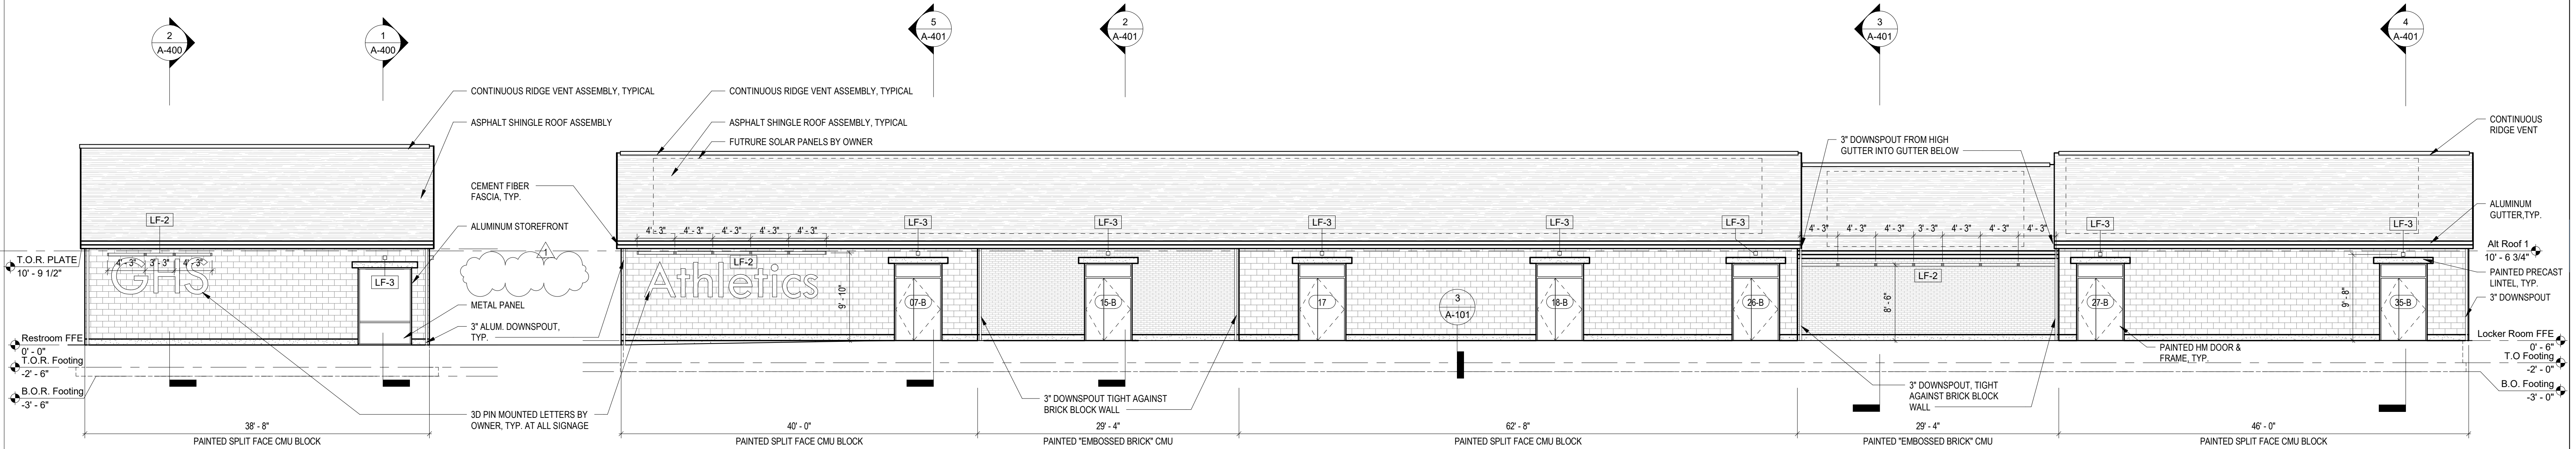 2
A-400
1
A-400
5
A-401
2
A-401
3
A-401
4
A-401
CONTINUOUS RIDGE VENT ASSEMBLY, TYPICAL
ASPHALT SHINGLE ROOF ASSEMBLY
CEMENT FIBER
FASCIA, TYP.
ALUMINUM STOREFRONT
METAL PANEL
3" ALUM. DOWNSPOUT,
TYP.
3D PIN MOUNTED LETTERS BY
OWNER, TYP. AT ALL SIGNAGE
CONTINUOUS RIDGE VENT ASSEMBLY, TYPICAL
ASPHALT SHINGLE ROOF ASSEMBLY, TYPICAL
FUTRURE SOLAR PANELS BY OWNER
3" DOWNSPOUT FROM HIGH
GUTTER INTO GUTTER BELOW
CONTINUOUS
RIDGE VENT
ALUMINUM
GUTTER,TYP.
Alt Roof 1
10' - 6 3/4"
PAINTED PRECAST
LINTEL, TYP.
3" DOWNSPOUT
Locker Room FFE
0' - 6"
T.O Footing
-2' - 0"
B.O. Footing
-3' - 0"
T.O.R. PLATE
10' - 9 1/2"
Restroom FFE
0' - 0"
T.O.R. Footing
-2' - 6"
B.O.R. Footing
-3' - 6"
LF-2
4' - 3"
3' - 3"
4' - 3"
GHS
LF-3
1
4' - 3"
4' - 3"
4' - 3"
4' - 3"
4' - 3"
LF-2
Athletics
9' - 10"
LF-3
07-B
LF-3
15-B
LF-3
17
3
A-101
LF-3
18-B
LF-3
26-B
4' - 3"
4' - 3"
4' - 3"
3' - 3"
4' - 3"
4' - 3"
4' - 3"
LF-2
8' - 6"
LF-3
27-B
LF-3
35-B
9' - 8"
PAINTED HM DOOR &
FRAME, TYP.
3" DOWNSPOUT TIGHT AGAINST
BRICK BLOCK WALL
3" DOWNSPOUT, TIGHT
AGAINST BRICK BLOCK
WALL
38' - 8"
PAINTED SPLIT FACE CMU BLOCK
40' - 0"
PAINTED SPLIT FACE CMU BLOCK
29' - 4"
PAINTED "EMBOSSED BRICK" CMU
62' - 8"
PAINTED SPLIT FACE CMU BLOCK
29' - 4"
PAINTED "EMBOSSED BRICK" CMU
46' - 0"
PAINTED SPLIT FACE CMU BLOCK